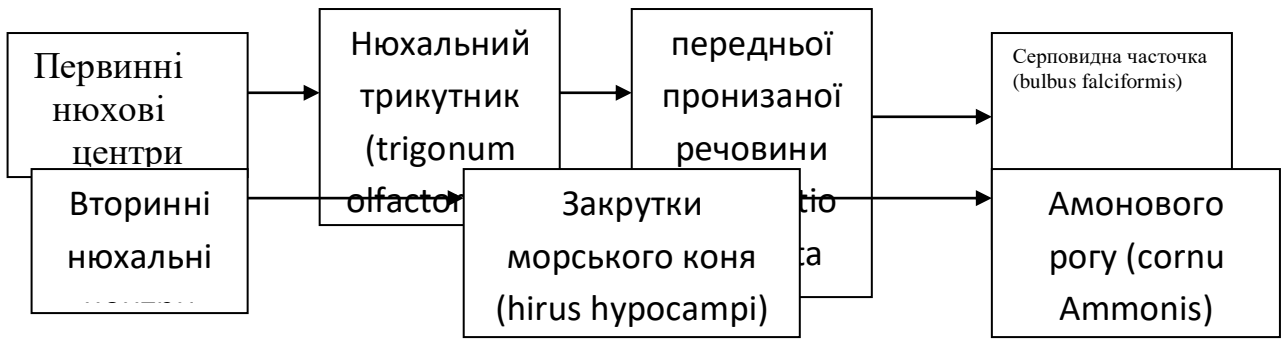 Первинні
нюхові
центри
Нюхальний
трикутник
(trigonum
передньої
пронизаної
речовини
Серповидна часточка
(bulbus falciformis)
Вторинні
нюхальні
Закрутки
морського коня
(hirus hypocampi)
Амонового
рогу (cornu
Ammonis)